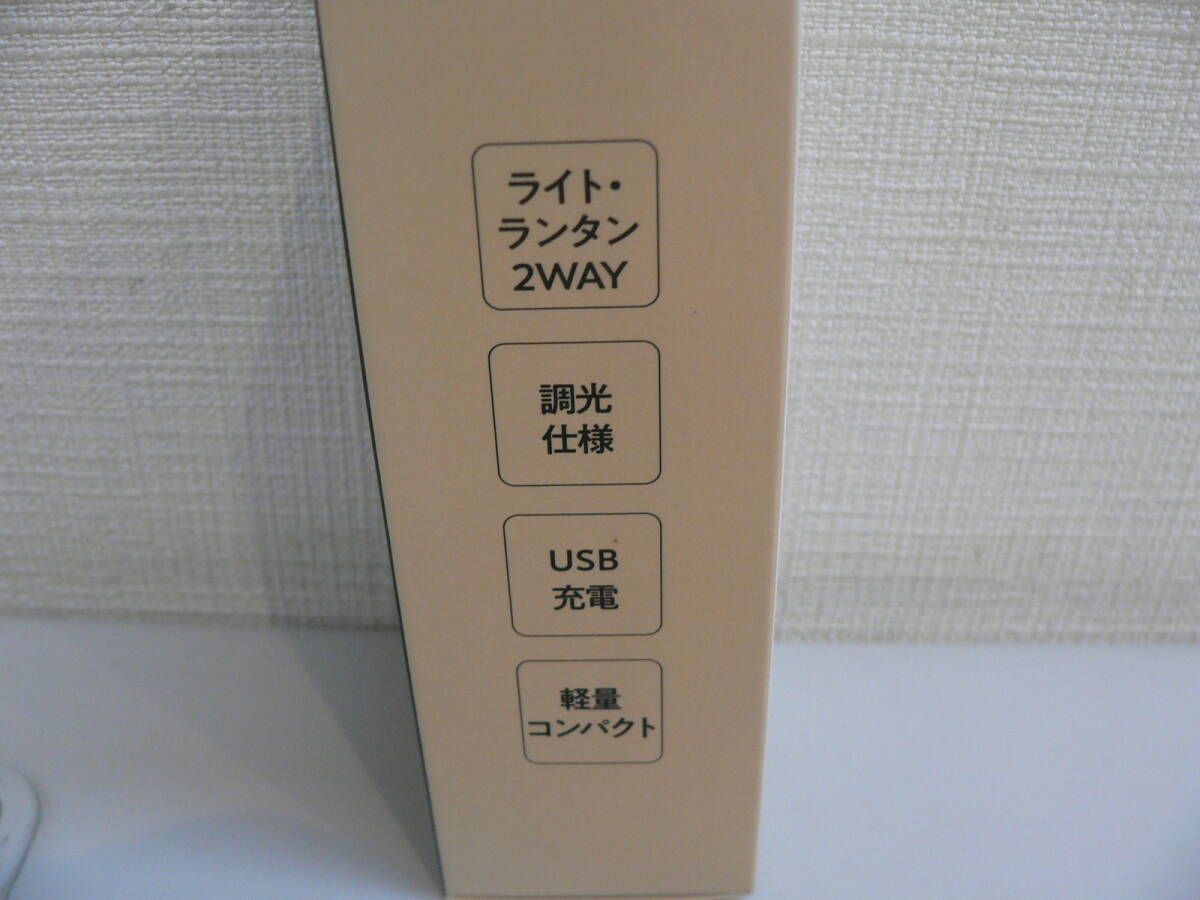 ライト・
ランタン
2WAY
調光
仕様
USB
充電
軽量
コンパクト